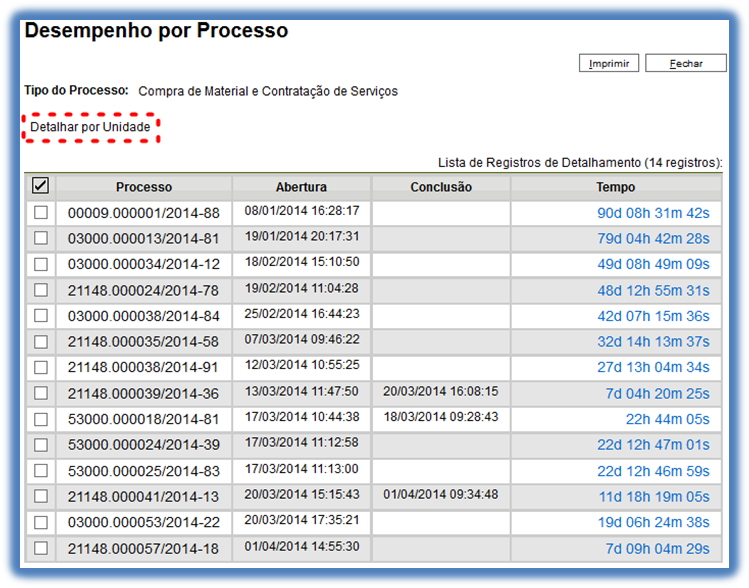 Desempenho por Processo
Imprimir Fechar
Tipo do Processo: Compra de Material e Contratação de Serviços
Detalhar por Unidade
Lista de Registros de Detalhamento (14 registros):
Processo Abertura Conclusão Tempo
00009.000001/2014-88 08/01/2014 16:28:17 90d 08h 31m 42s
03000.000013/2014-81 19/01/2014 20:17:31 79d 04h 42m 28s
03000.000034/2014-12 18/02/2014 15:10:50 49d 08h 49m 09s
21148.000024/2014-78 19/02/2014 11:04:28 48d 12h 55m 31s
03000.000038/2014-84 25/02/2014 16:44:23 42d 07h 15m 36s
21148.000035/2014-58 07/03/2014 09:46:22 32d 14h 13m 37s
21148.000038/2014-91 12/03/2014 10:55:25 27d 13h 04m 34s
21148.000039/2014-36 13/03/2014 11:47:50 20/03/2014 16:08:15 7d 04h 20m 25s
53000.000018/2014-81 17/03/2014 10:44:38 18/03/2014 09:28:43 22h 44m 05s
53000.000024/2014-39 17/03/2014 11:12:58 22d 12h 47m 01s
53000.000025/2014-83 17/03/2014 11:13:00 22d 12h 46m 59s
21148.000041/2014-13 20/03/2014 15:15:43 01/04/2014 09:34:48 11d 18h 19m 05s
03000.000053/2014-22 20/03/2014 17:35:21 19d 06h 24m 38s
21148.000057/2014-18 01/04/2014 14:55:30 7d 09h 04m 29s